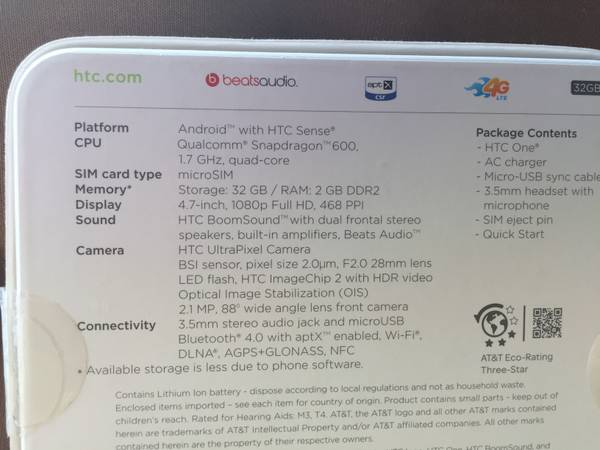 htc.com
beatsaudio.
aptX
CSR
4G
LTE
32GB
Platform Android™ with HTC Sense®
CPU Qualcomm® Snapdragon™ 600,
1.7 GHz, quad-core
SIM card type microSIM
Memory* Storage: 32 GB / RAM: 2 GB DDR2
Display 4.7-inch, 1080p Full HD, 468 PPI
Sound HTC BoomSound™ with dual frontal stereo
speakers, built-in amplifiers, Beats Audio™
Camera HTC UltraPixel Camera
BSI sensor, pixel size 2.0µm, F2.0 28mm lens
LED flash, HTC ImageChip 2 with HDR video
Optical Image Stabilization (OIS)
2.1 MP, 88° wide angle lens front camera
Connectivity 3.5mm stereo audio jack and microUSB
Bluetooth® 4.0 with aptX™ enabled, Wi-Fi®,
DLNA®, AGPS+GLONASS, NFC
* Available storage is less due to phone software.
Package Contents
- HTC One®
- AC charger
- Micro-USB sync cable
- 3.5mm headset with
microphone
- SIM eject pin
- Quick Start
AT&T Eco-Rating
Three-Star
Contains Lithium Ion battery - dispose according to local regulations and not as household waste.
Enclosed items imported – see each item for country of origin. Product contains small parts - keep out of
children's reach. Rated for Hearing Aids: M3, T4. AT&T, the AT&T logo and all other AT&T marks contained
herein are trademarks of AT&T Intellectual Property and/or AT&T affiliated companies. All other marks
contained herein are the property of their respective owners.
HTC One, HTC BoomSound, and